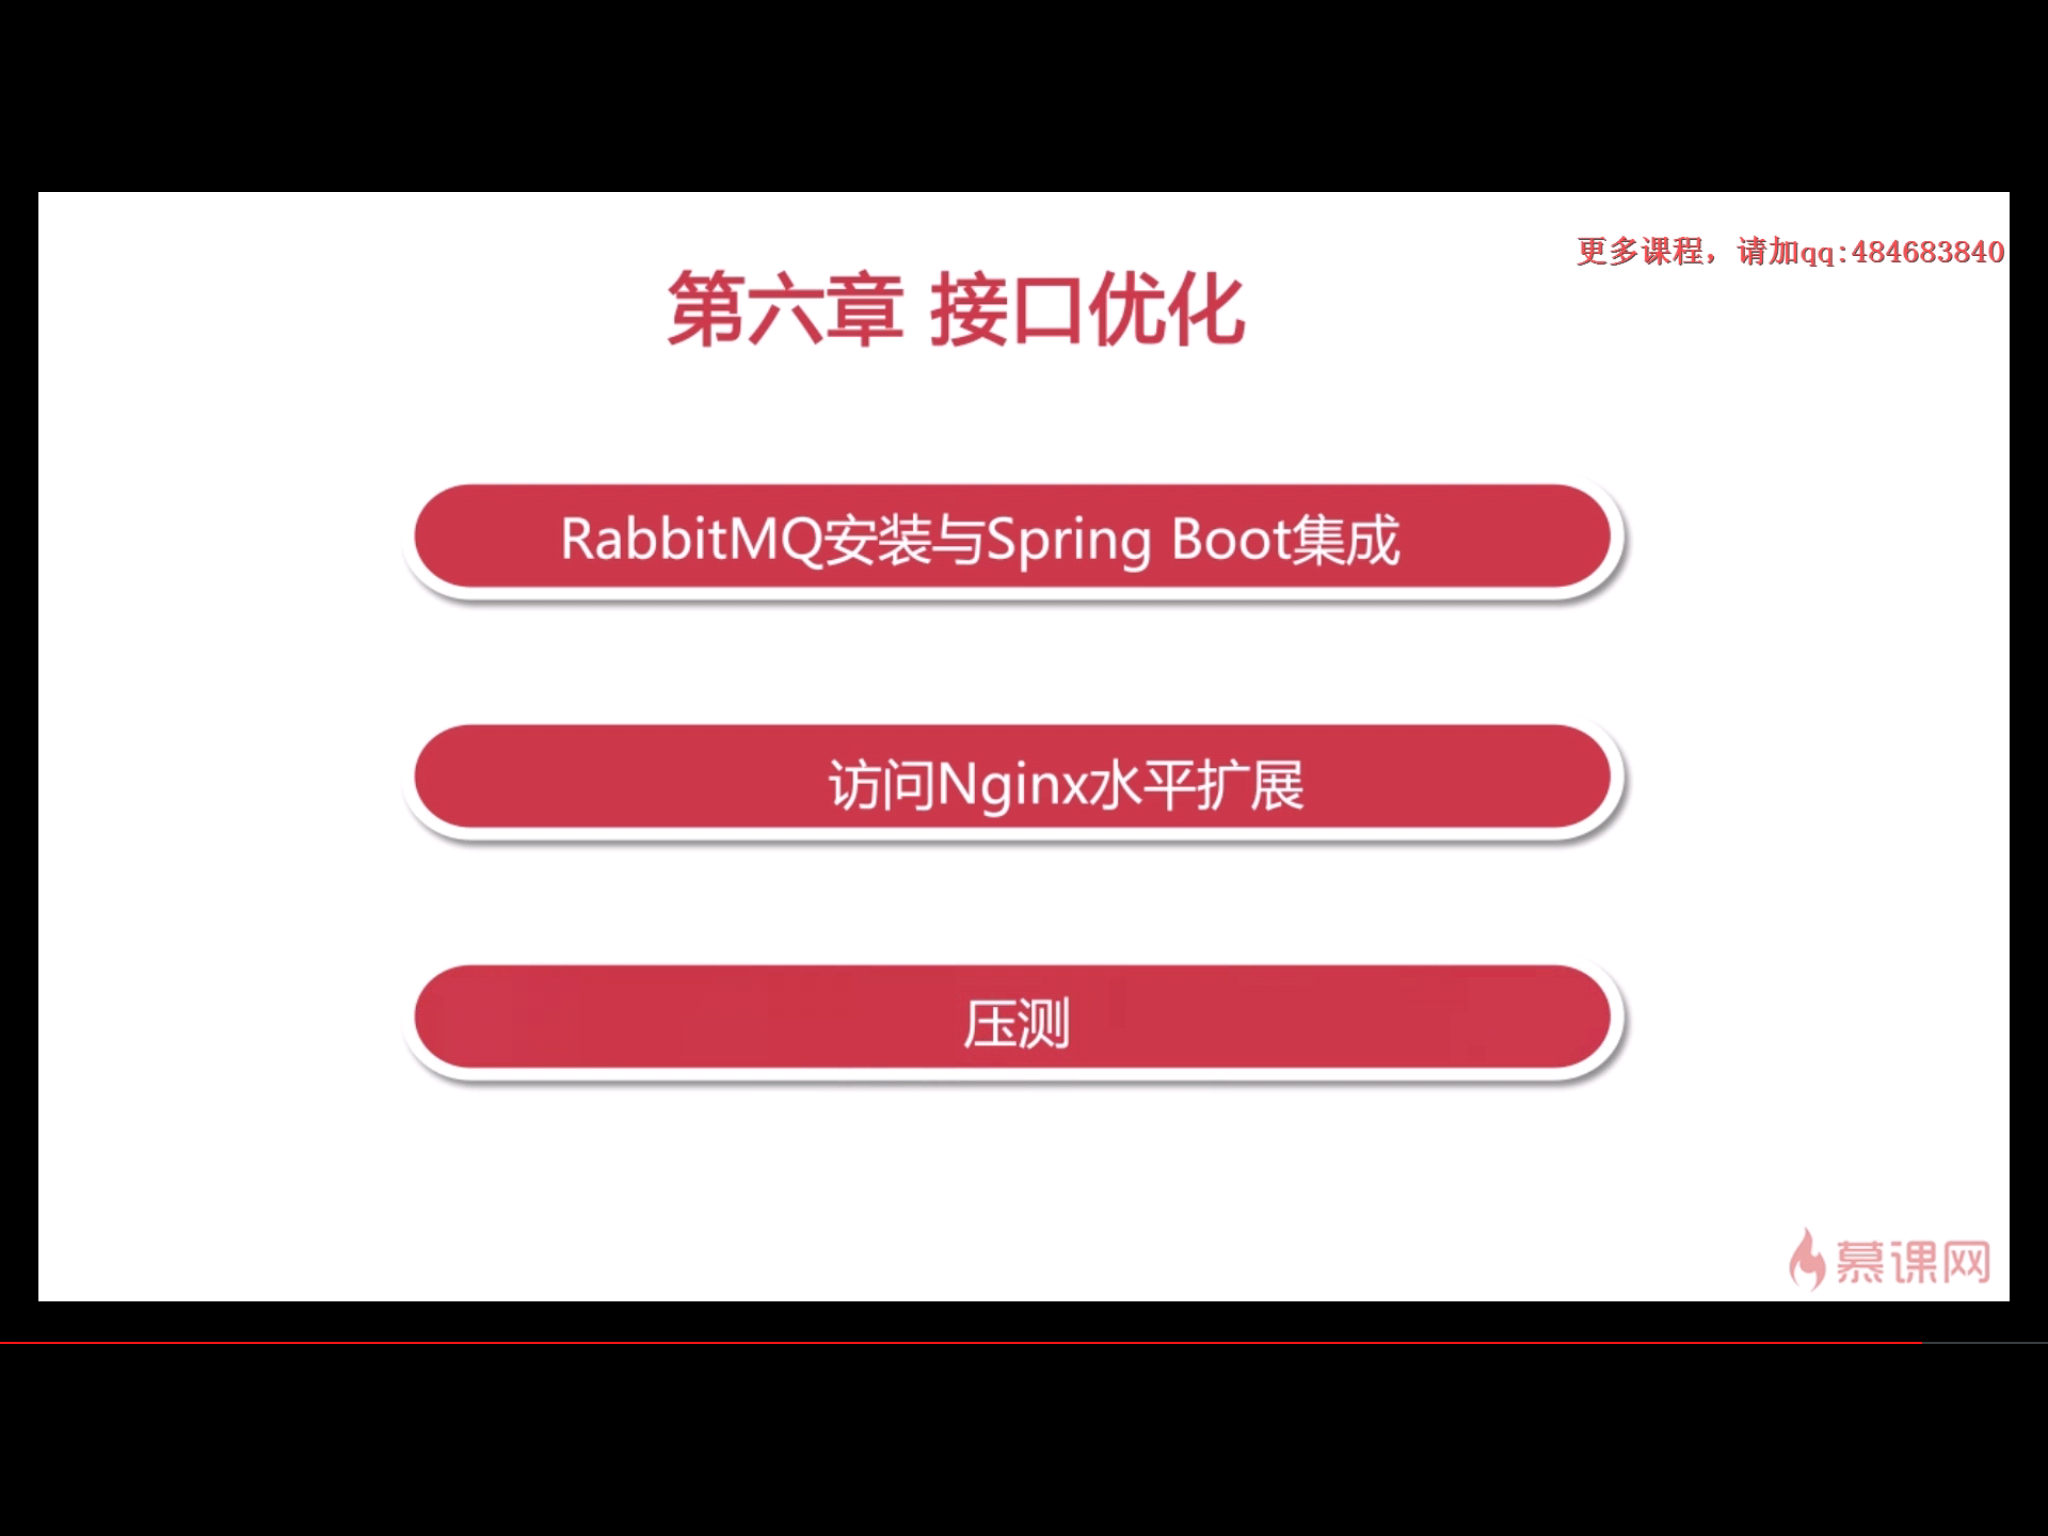 更多课程，请加qq:484683840
第六章 接口优化
RabbitMQ安装与Spring Boot集成
访问Nginx水平扩展
压测
慕课网